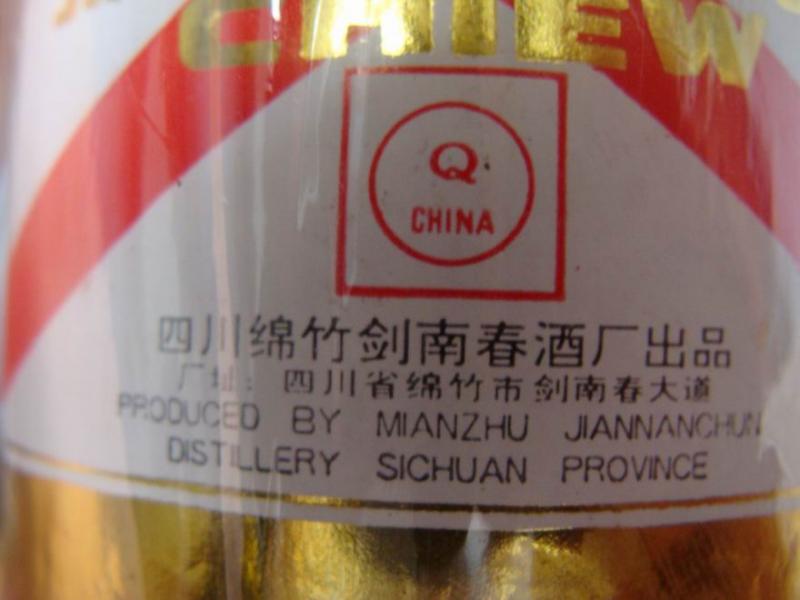 CHIEW
Q
CHINA
四川绵竹剑南春酒厂出品
厂址：四川省绵竹市剑南春大道
PRODUCED BY MIANZHU JIANNANCHUN
DISTILLERY SICHUAN PROVINCE